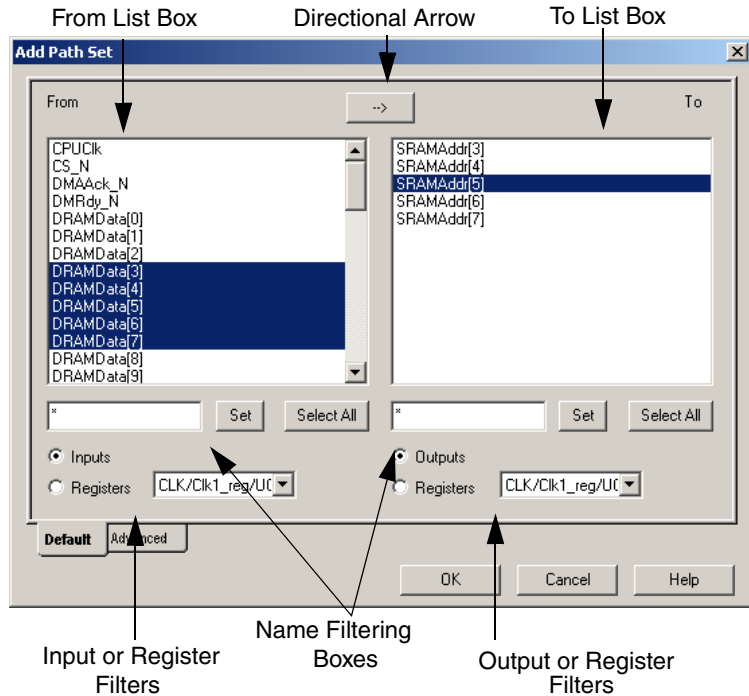 From List Box
Directional Arrow
To List Box
Add Path Set
From
-->
To
CPUClk
CS_N
DMAAck_N
DMRdy_N
DRAMData[0]
DRAMData[1]
DRAMData[2]
DRAMData[3]
DRAMData[4]
DRAMData[5]
DRAMData[6]
DRAMData[7]
DRAMData[8]
DRAMData[9]
SRAMAddr[3]
SRAMAddr[4]
SRAMAddr[5]
SRAMAddr[6]
SRAMAddr[7]
*
Set
Select All
*
Set
Select All
Inputs
Registers
CLK/Clk1_reg/U(
Outputs
Registers
CLK/Clk1_reg/U(
Default
Advanced
OK
Cancel
Help
Input or Register
Filters
Name Filtering
Boxes
Output or Register
Filters